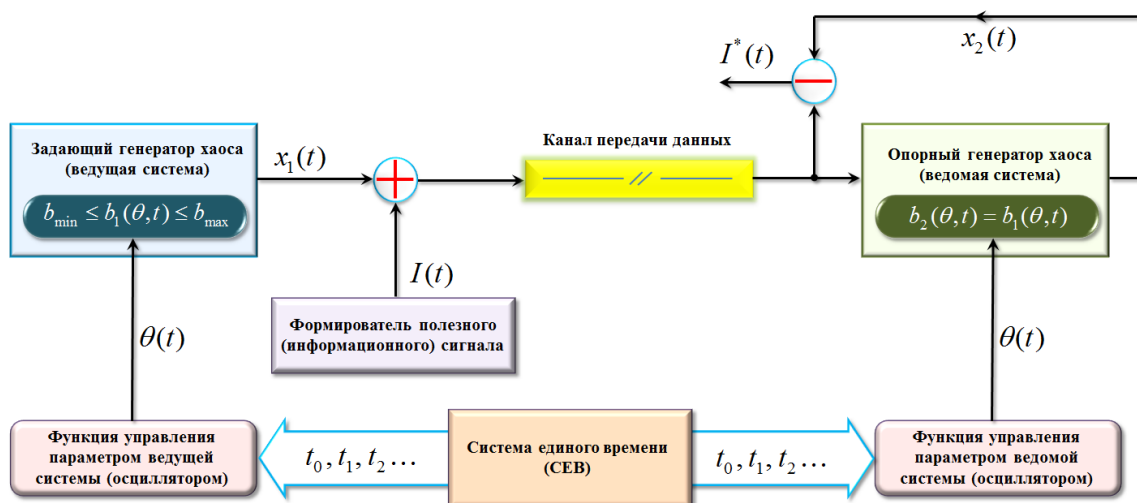 x₂(t)
I*(t)
Канал передачи данных
Задающий генератор хаоса
(ведущая система)
b_min ≤ b₁(θ,t) ≤ b_max
x₁(t)
Опорный генератор хаоса
(ведомая система)
b₂(θ,t) = b₁(θ,t)
I(t)
Формирователь полезного
(информационного) сигнала
θ(t)
θ(t)
Функция управления
параметром ведущей
системы (осциллятором)
t₀, t₁, t₂ ...
Система единого времени
(СЕВ)
t₀, t₁, t₂ ...
Функция управления
параметром ведомой
системы (осциллятором)